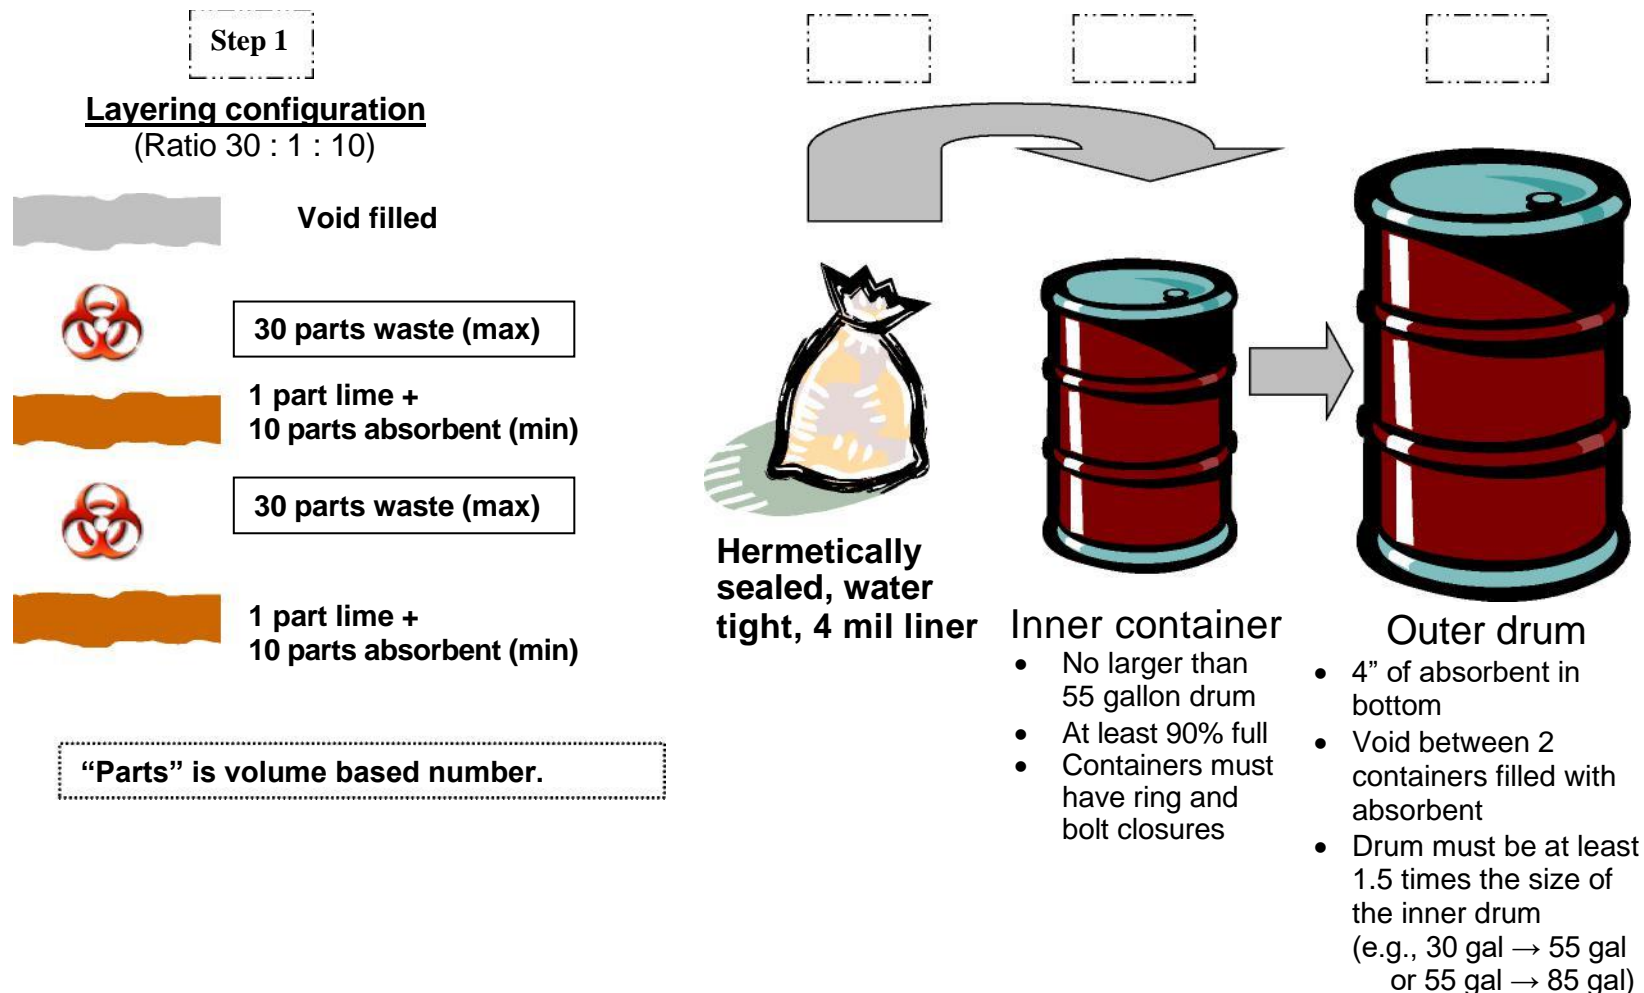 Step 1
Layering configuration
(Ratio 30 : 1 : 10)
Void filled
30 parts waste (max)
1 part lime +
10 parts absorbent (min)
30 parts waste (max)
1 part lime +
10 parts absorbent (min)
“Parts” is volume based number.
Hermetically
sealed, water
tight, 4 mil liner
Inner container
• No larger than
55 gallon drum
• At least 90% full
• Containers must
have ring and
bolt closures
Outer drum
• 4” of absorbent in
bottom
• Void between 2
containers filled with
absorbent
• Drum must be at least
1.5 times the size of
the inner drum
(e.g., 30 gal → 55 gal
or 55 gal → 85 gal)